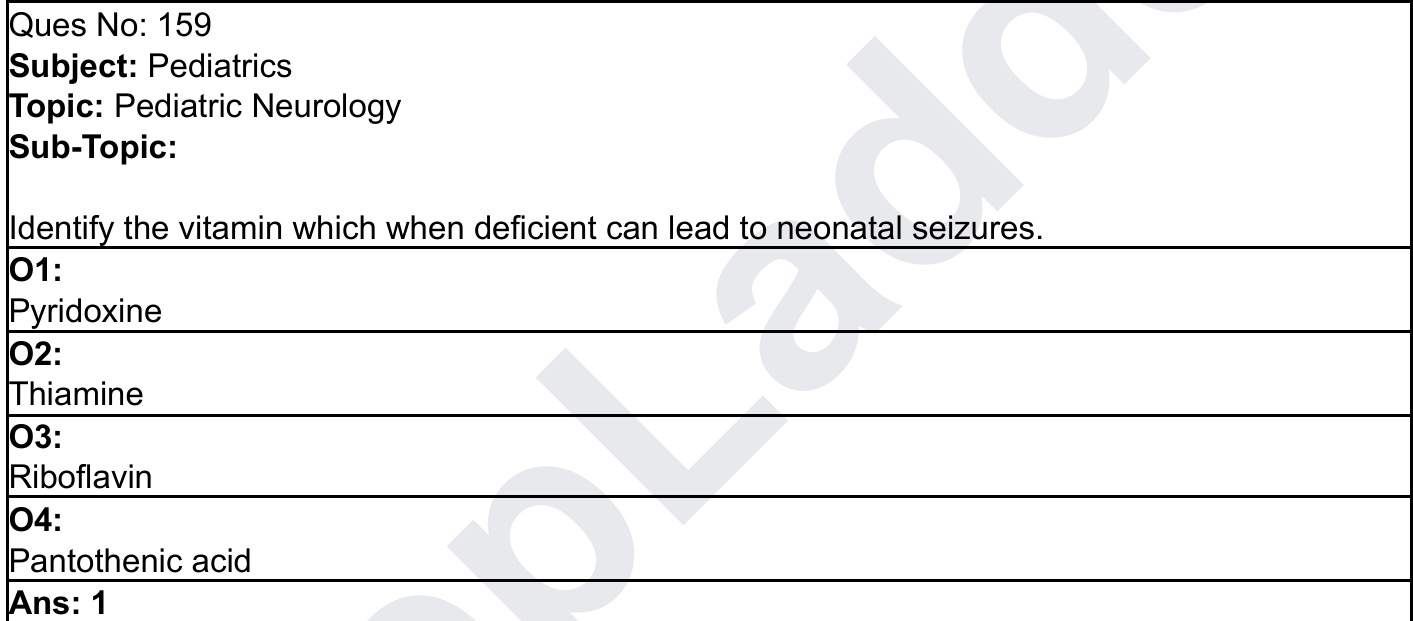 Ques No: 159
Subject: Pediatrics
Topic: Pediatric Neurology
Sub-Topic:
Identify the vitamin which when deficient can lead to neonatal seizures.
O1:
Pyridoxine
O2:
Thiamine
O3:
Riboflavin
O4:
Pantothenic acid
Ans: 1